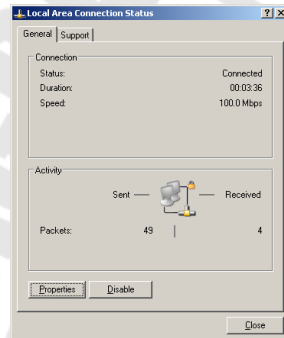 Local Area Connection Status
General Support
Connection
Status: Connected
Duration: 00:03:36
Speed: 100.0 Mbps
Activity
Sent — — Received
Packets: 49 | 4
Properties Disable
Close